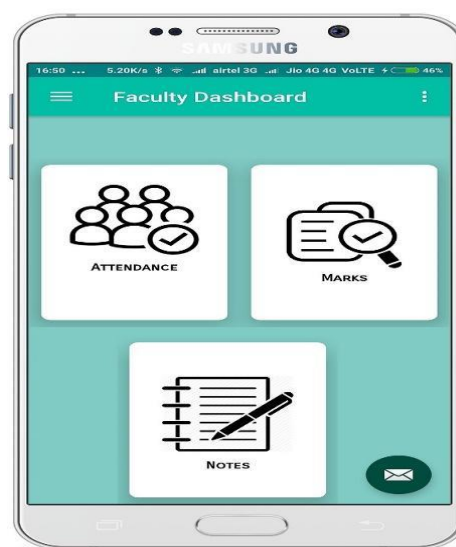 SAMSUNG
16:50 ... 5.20K/s airtel 3G Jio 4G 4G VoLTE 46%
Faculty Dashboard
ATTENDANCE
MARKS
NOTES